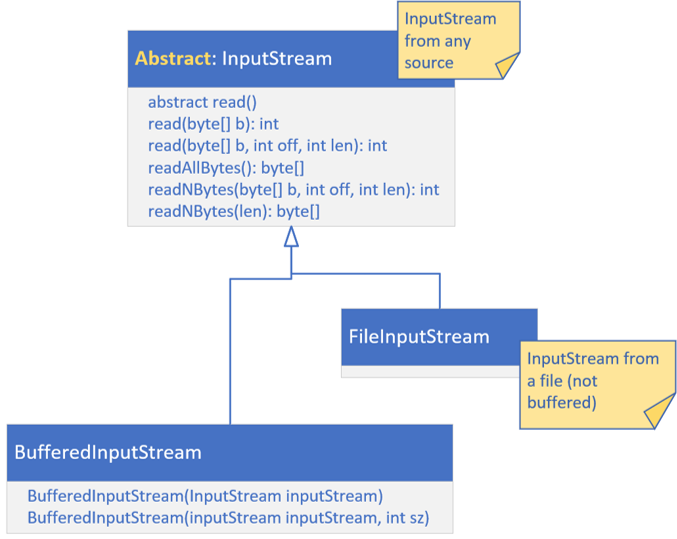 InputStream
from any
source
Abstract: InputStream
abstract read()
read(byte[] b): int
read(byte[] b, int off, int len): int
readAllBytes(): byte[]
readNBytes(byte[] b, int off, int len): int
readNBytes(len): byte[]
FileInputStream
InputStream from
a file (not
buffered)
BufferedInputStream
BufferedInputStream(InputStream inputStream)
BufferedInputStream(inputStream inputStream, int sz)